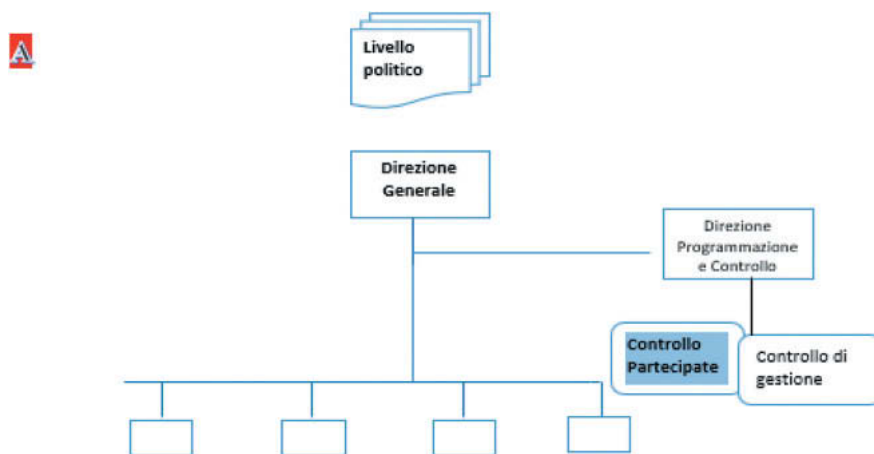 A
Livello
politico
Direzione
Generale
Direzione
Programmazione
e Controllo
Controllo
Partecipate
Controllo di
gestione